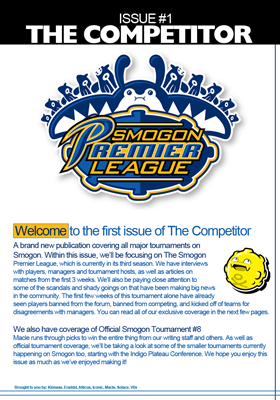 ISSUE #1
THE COMPETITOR
SMOGON
PREMIER
LEAGUE
Welcome to the first issue of The Competitor
A brand new publication covering all major tournaments on
Smogon. Within this issue, we'll be focusing on The Smogon
Premier League, which is currently in its third season. We have interviews
with players, managers and tournament hosts, as well as articles on
matches from the first 3 weeks. We'll also be paying close attention to
some of the scandals and shady goings on that have been making big news
in the community. The first few weeks of this tournament alone have already
seen players banned from the forum, banned from competing, and kicked off of teams for
disagreements with managers. You can read all of our exclusive coverage in the next few pages.
We also have coverage of Official Smogon Tournament #8
Macle runs through picks to win the entire thing from our writing staff and others. As well as
official tournament coverage, we'll be taking a look at some of the smaller tournaments currently
happening on Smogon too, starting with the Indigo Plateau Conference. We hope you enjoy this
issue as much as we've enjoyed making it!
Brought to you by: